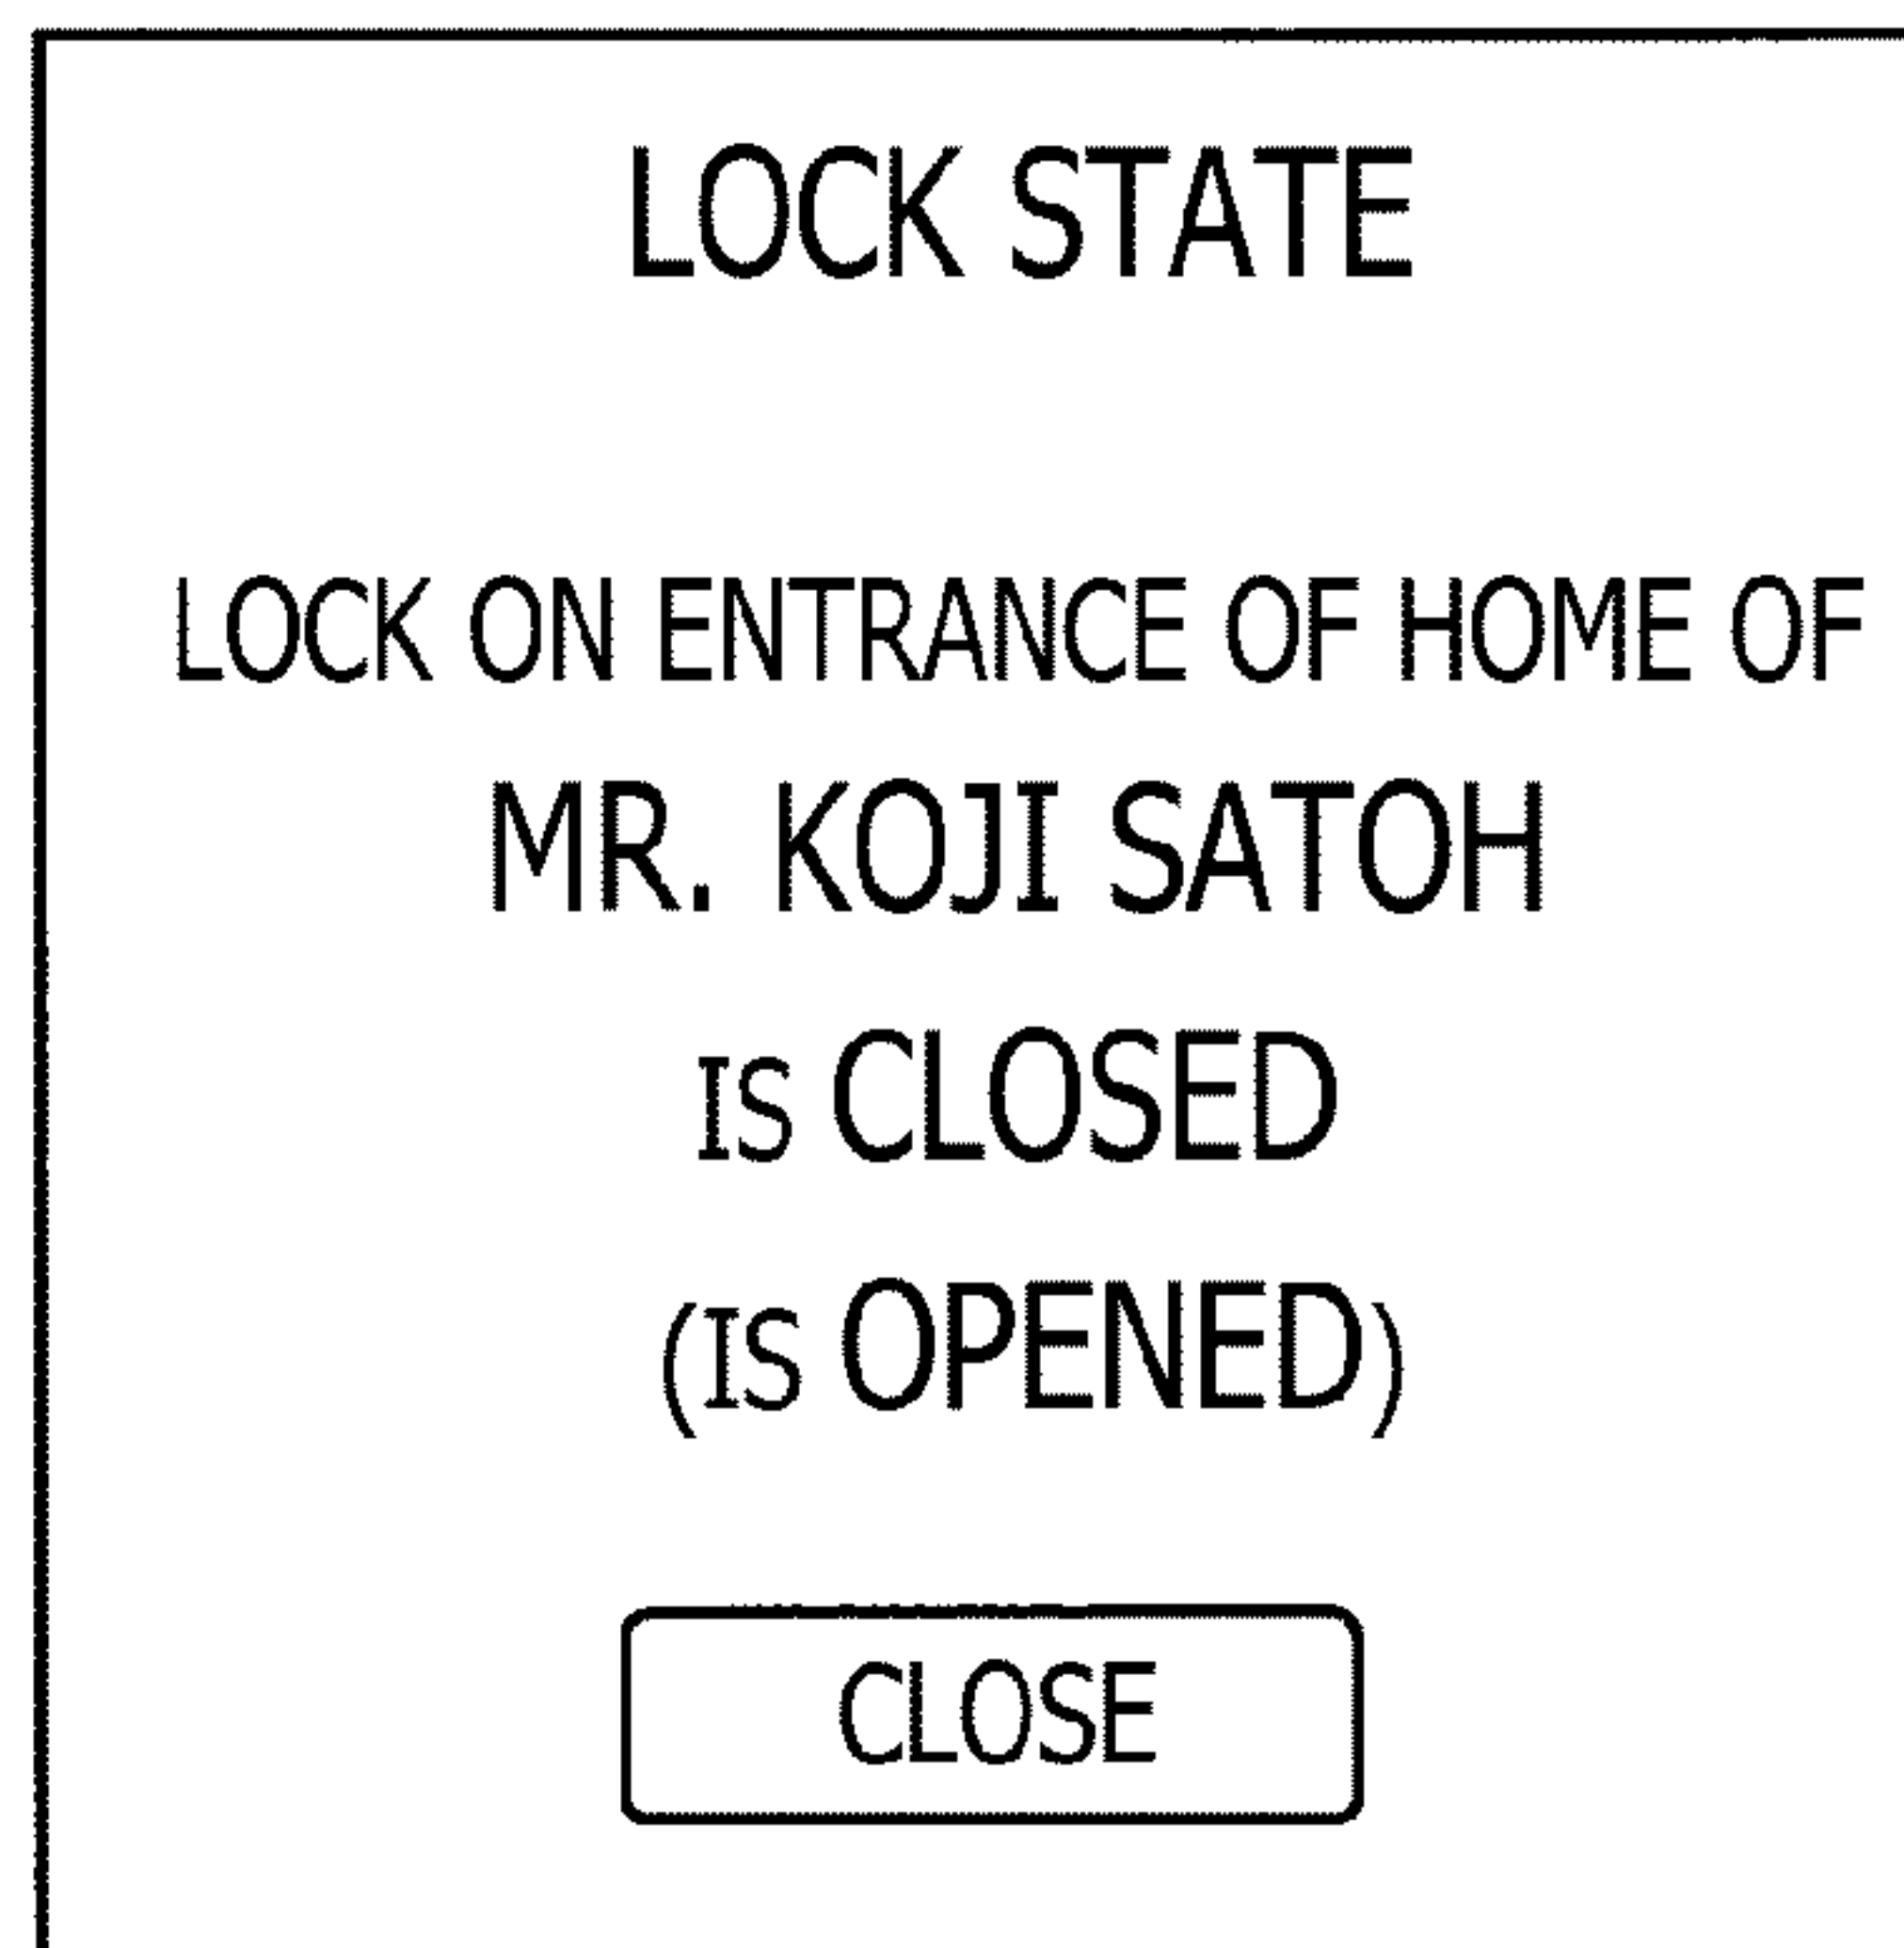 LOCK STATE
LOCK ON ENTRANCE OF HOME OF
MR. KOJI SATOH
IS CLOSED
(IS OPENED)
CLOSE